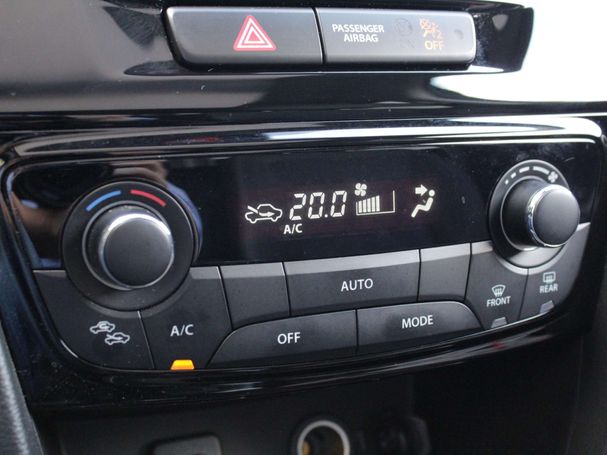 PASSENGER
AIRBAG
OFF
20.0
A/C
AUTO
A/C
OFF
MODE
FRONT
REAR